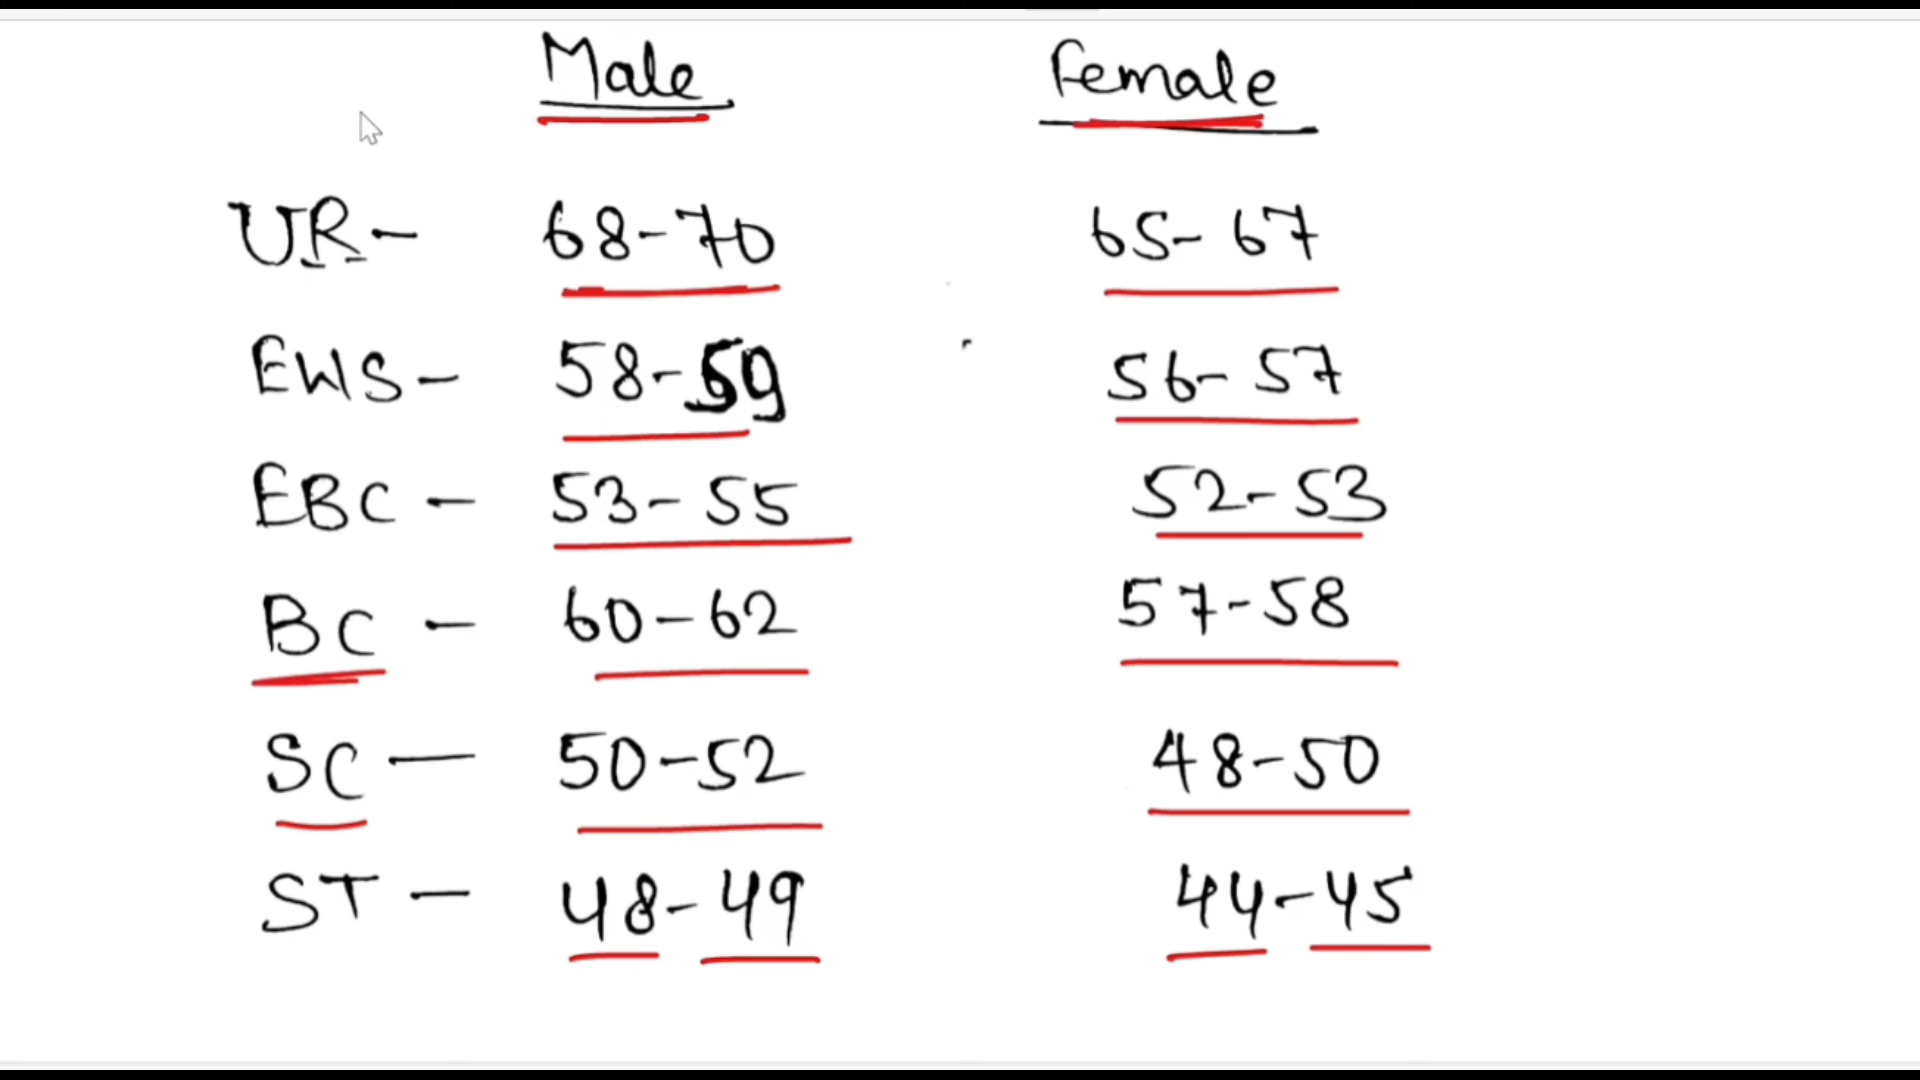 Male Female
UR- 68-70 65-67
EWS- 58-59 56-57
EBC- 53-55 52-53
BC- 60-62 57-58
SC- 50-52 48-50
ST- 48-49 44-45